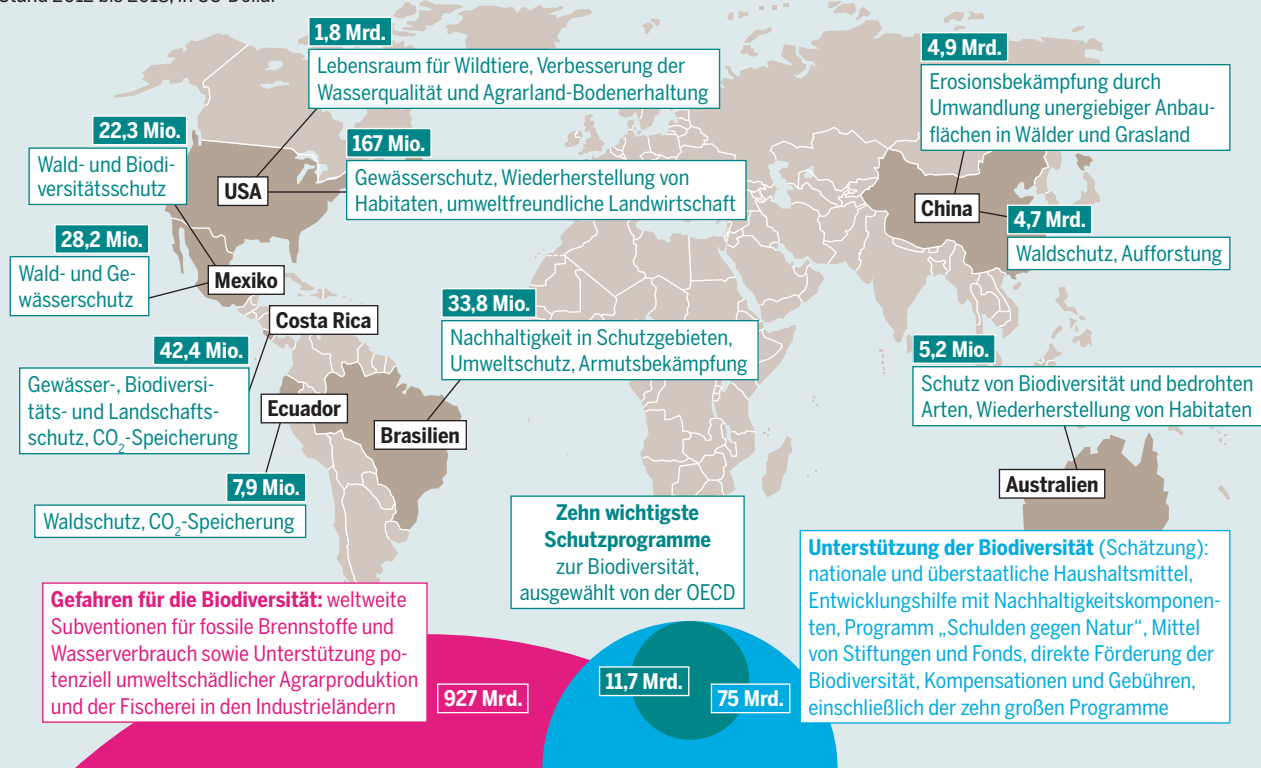 Stand 2012 bis 2018, in US-Dollar
1,8 Mrd.
Lebensraum für Wildtiere, Verbesserung der
Wasserqualität und Agrarland-Bodenerhaltung
4,9 Mrd.
Erosionsbekämpfung durch
Umwandlung unergiebiger Anbau-
flächen in Wälder und Grasland
22,3 Mio.
Wald- und Biodi-
versitätsschutz
167 Mio.
Gewässerschutz, Wiederherstellung von
Habitaten, umweltfreundliche Landwirtschaft
USA
China
4,7 Mrd.
Waldschutz, Aufforstung
28,2 Mio.
Wald- und Ge-
wässerschutz
Mexiko
Costa Rica
33,8 Mio.
Nachhaltigkeit in Schutzgebieten,
Umweltschutz, Armutsbekämpfung
42,4 Mio.
Gewässer-, Biodiversi-
täts- und Landschafts-
schutz, CO₂-Speicherung
5,2 Mio.
Schutz von Biodiversität und bedrohten
Arten, Wiederherstellung von Habitaten
Ecuador
Brasilien
Australien
7,9 Mio.
Waldschutz, CO₂-Speicherung
Zehn wichtigste
Schutzprogramme
zur Biodiversität,
ausgewählt von der OECD
Gefahren für die Biodiversität: weltweite
Subventionen für fossile Brennstoffe und
Wasserverbrauch sowie Unterstützung po-
tenziell umweltschädlicher Agrarproduktion
und der Fischerei in den Industrieländern
927 Mrd.
11,7 Mrd.
75 Mrd.
Unterstützung der Biodiversität (Schätzung):
nationale und überstaatliche Haushaltsmittel,
Entwicklungshilfe mit Nachhaltigkeitskomponen-
ten, Programm „Schulden gegen Natur“, Mittel
von Stiftungen und Fonds, direkte Förderung der
Biodiversität, Kompensationen und Gebühren,
einschließlich der zehn großen Programme